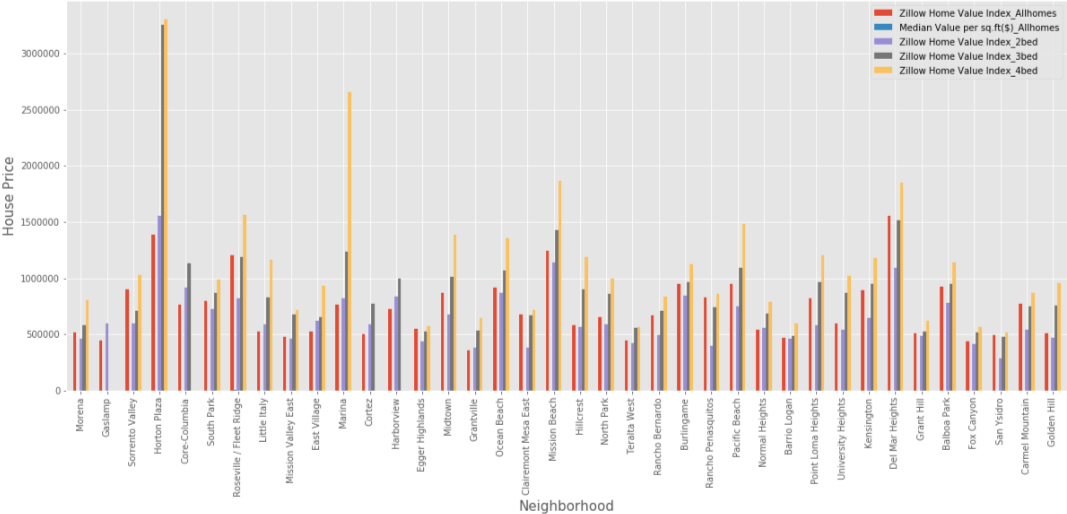 Zillow Home Value Index_Allhomes
Median Value per sq.ft($)_Allhomes
Zillow Home Value Index_2bed
Zillow Home Value Index_3bed
Zillow Home Value Index_4bed
House Price
3000000
2500000
2000000
1500000
1000000
500000
0
Morena
Gaslamp
Sorrento Valley
Horton Plaza
Core-Columbia
South Park
Roseville / Fleet Ridge
Little Italy
Mission Valley East
East Village
Marina
Cortez
Harborview
Egger Highlands
Midtown
Grantville
Ocean Beach
Clairemont Mesa East
Mission Beach
Hillcrest
North Park
Teralta West
Rancho Bernardo
Burlingame
Rancho Penasquitos
Pacific Beach
Normal Heights
Barrio Logan
Point Loma Heights
University Heights
Kensington
Del Mar Heights
Grant Hill
Balboa Park
Fox Canyon
San Ysidro
Carmel Mountain
Golden Hill
Neighborhood